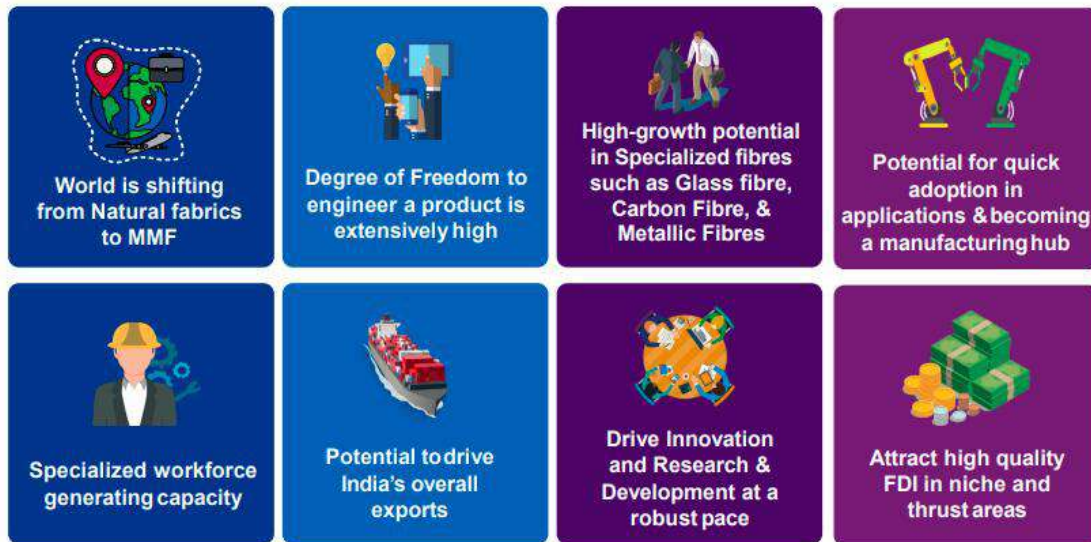 World is shifting
from Natural fabrics
to MMF
Degree of Freedom to
engineer a product is
extensively high
High-growth potential
in Specialized fibres
such as Glass fibre,
Carbon Fibre, &
Metallic Fibres
Potential for quick
adoption in
applications & becoming
a manufacturing hub
Specialized workforce
generating capacity
Potential to drive
India's overall
exports
Drive Innovation
and Research &
Development at a
robust pace
Attract high quality
FDI in niche and
thrust areas